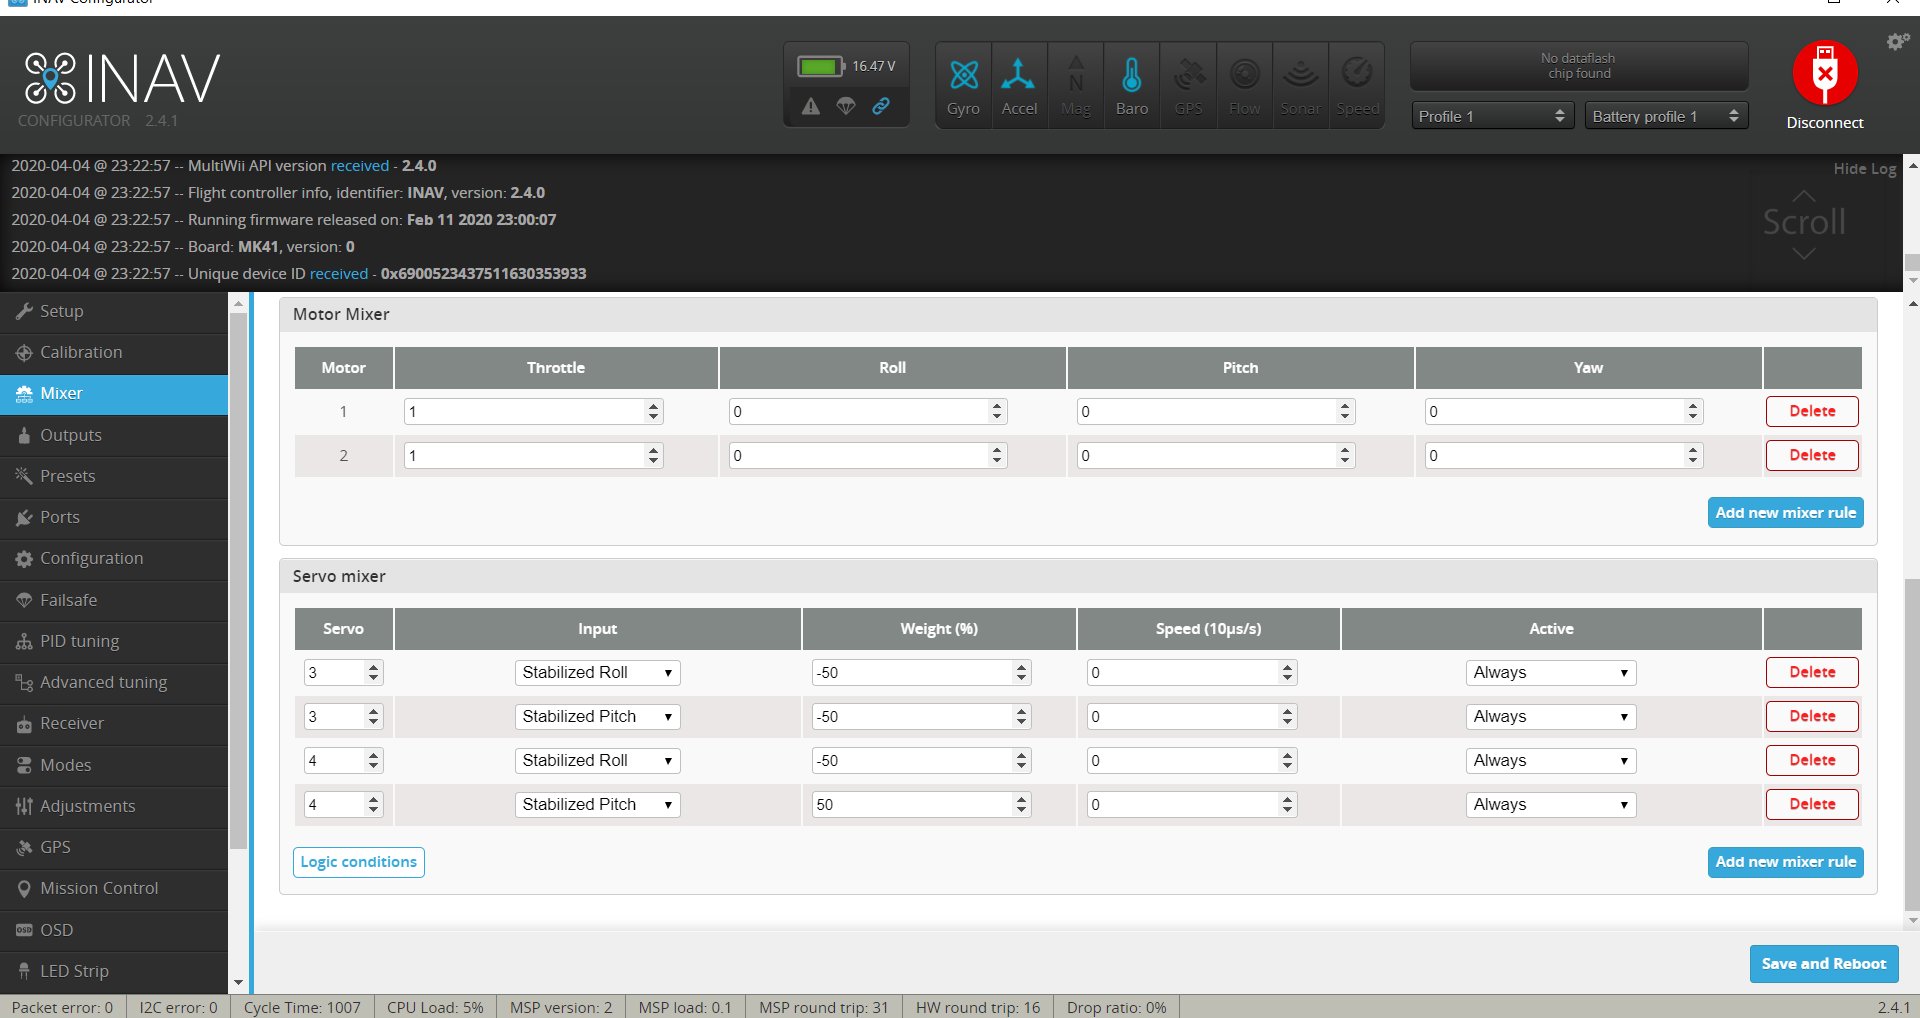 INAV Configurator
INAV
CONFIGURATOR 2.4.1
16.47 V
Gyro Accel Mag Baro GPS Flow Sonar Speed
N
No dataflash
chip found
Profile 1
Battery profile 1
Disconnect
2020-04-04 @ 23:22:57 -- MultiWii API version received - 2.4.0
2020-04-04 @ 23:22:57 -- Flight controller info, identifier: INAV, version: 2.4.0
2020-04-04 @ 23:22:57 -- Running firmware released on: Feb 11 2020 23:00:07
2020-04-04 @ 23:22:57 -- Board: MK41, version: 0
2020-04-04 @ 23:22:57 -- Unique device ID received - 0x6900523437511630353933
Hide Log
Scroll
Setup
Calibration
Mixer
Outputs
Presets
Ports
Configuration
Failsafe
PID tuning
Advanced tuning
Receiver
Modes
Adjustments
GPS
Mission Control
OSD OSD
LED Strip
Motor Mixer
Motor Throttle Roll Pitch Yaw
1 1 0 0 0 Delete
2 1 0 0 0 Delete
Add new mixer rule
Servo mixer
Servo Input Weight (%) Speed (10µs/s) Active
3 Stabilized Roll -50 0 Always Delete
3 Stabilized Pitch -50 0 Always Delete
4 Stabilized Roll -50 0 Always Delete
4 Stabilized Pitch 50 0 Always Delete
Logic conditions
Add new mixer rule
Save and Reboot
Packet error: 0 I2C error: 0 Cycle Time: 1007 CPU Load: 5% MSP version: 2 MSP load: 0.1 MSP round trip: 31 HW round trip: 16 Drop ratio: 0% 2.4.1